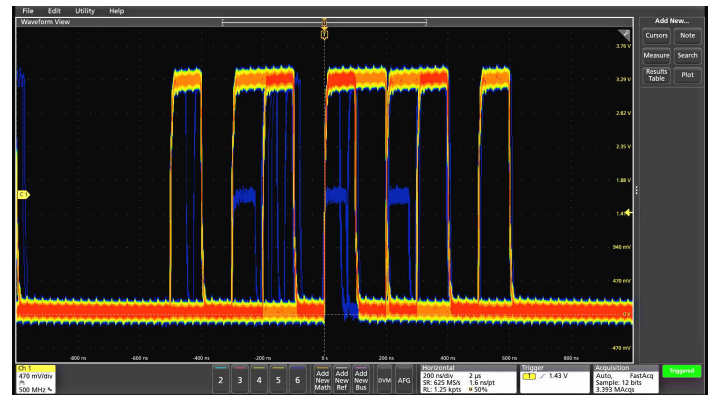 File Edit Utility Help
Waveform View
Add New...
Cursors Note
Measure Search
Results Table Plot
3.76 V
3.29 V
2.82 V
2.35 V
1.88 V
C1
1.41
940 mV
470 mV
0 V
-470 mV
-800 ns -600 ns -400 ns -200 ns 0 s 200 ns 400 ns 600 ns 800 ns
Ch 1
470 mV/div
500 MHz
2 3 4 5 6
Add New Math
Add New Ref
Add New Bus
DVM AFG
Horizontal
200 ns/div 2 µs
SR: 625 MS/s 1.6 ns/pt
RL: 1.25 kpts 50%
Trigger
1 1.43 V
Acquisition
Auto, FastAcq
Sample: 12 bits
3.393 MAcqs
Triggered